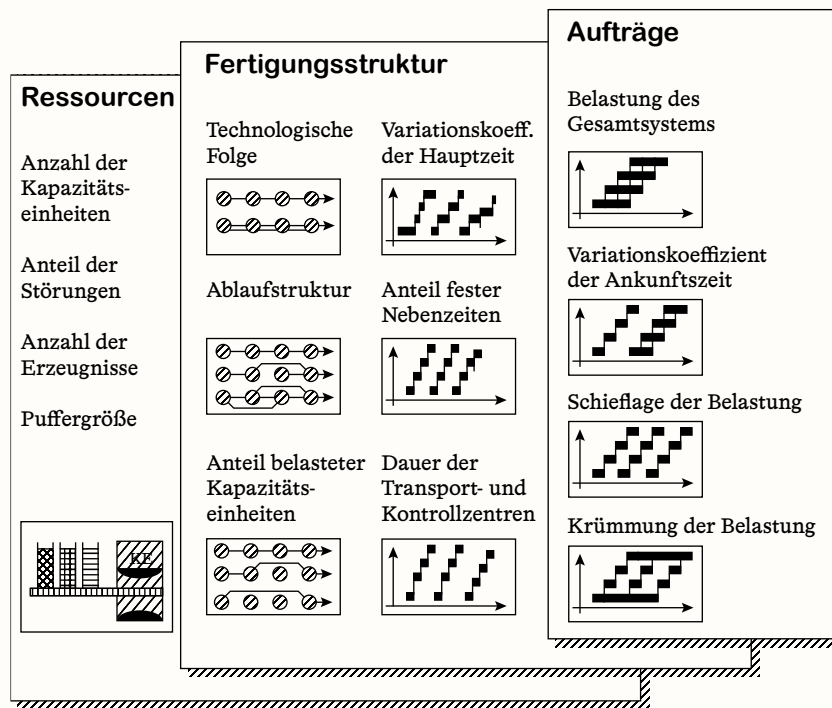 Ressourcen
Anzahl der
Kapazitäts-
einheiten
Anteil der
Störungen
Anzahl der
Erzeugnisse
Puffergröße
KE
Fertigungsstruktur
Technologische
Folge
Ablaufstruktur
Anteil belasteter
Kapazitäts-
einheiten
Variationskoeff.
der Hauptzeit
Anteil fester
Nebenzeiten
Dauer der
Transport- und
Kontrollzentren
Aufträge
Belastung des
Gesamtsystems
Variationskoeffizient
der Ankunftszeit
Schieflage der Belastung
Krümmung der Belastung